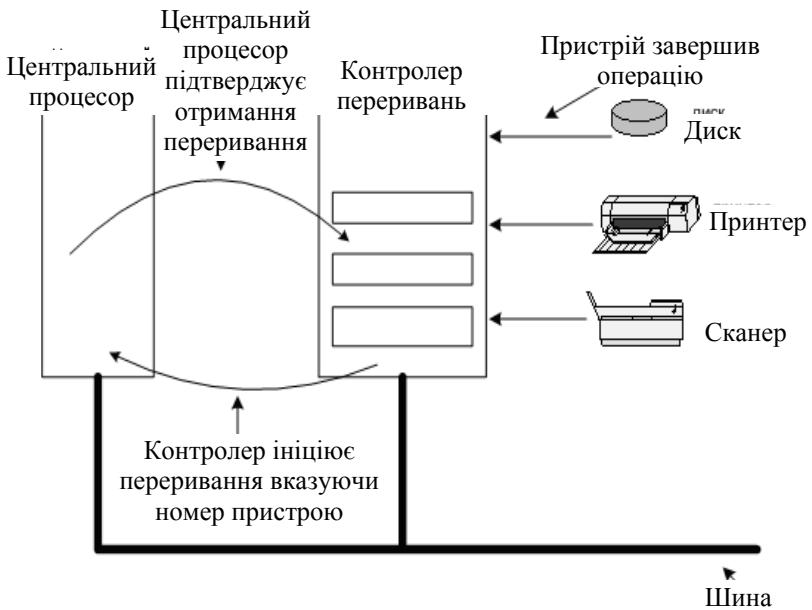 Центральний
процесор
Центральний
процесор
підтверджує
отримання
переривання
Контролер
переривань
Пристрій завершив
операцію
Диск
Принтер
Сканер
Контролер ініціює
переривання вказуючи
номер пристрою
Шина